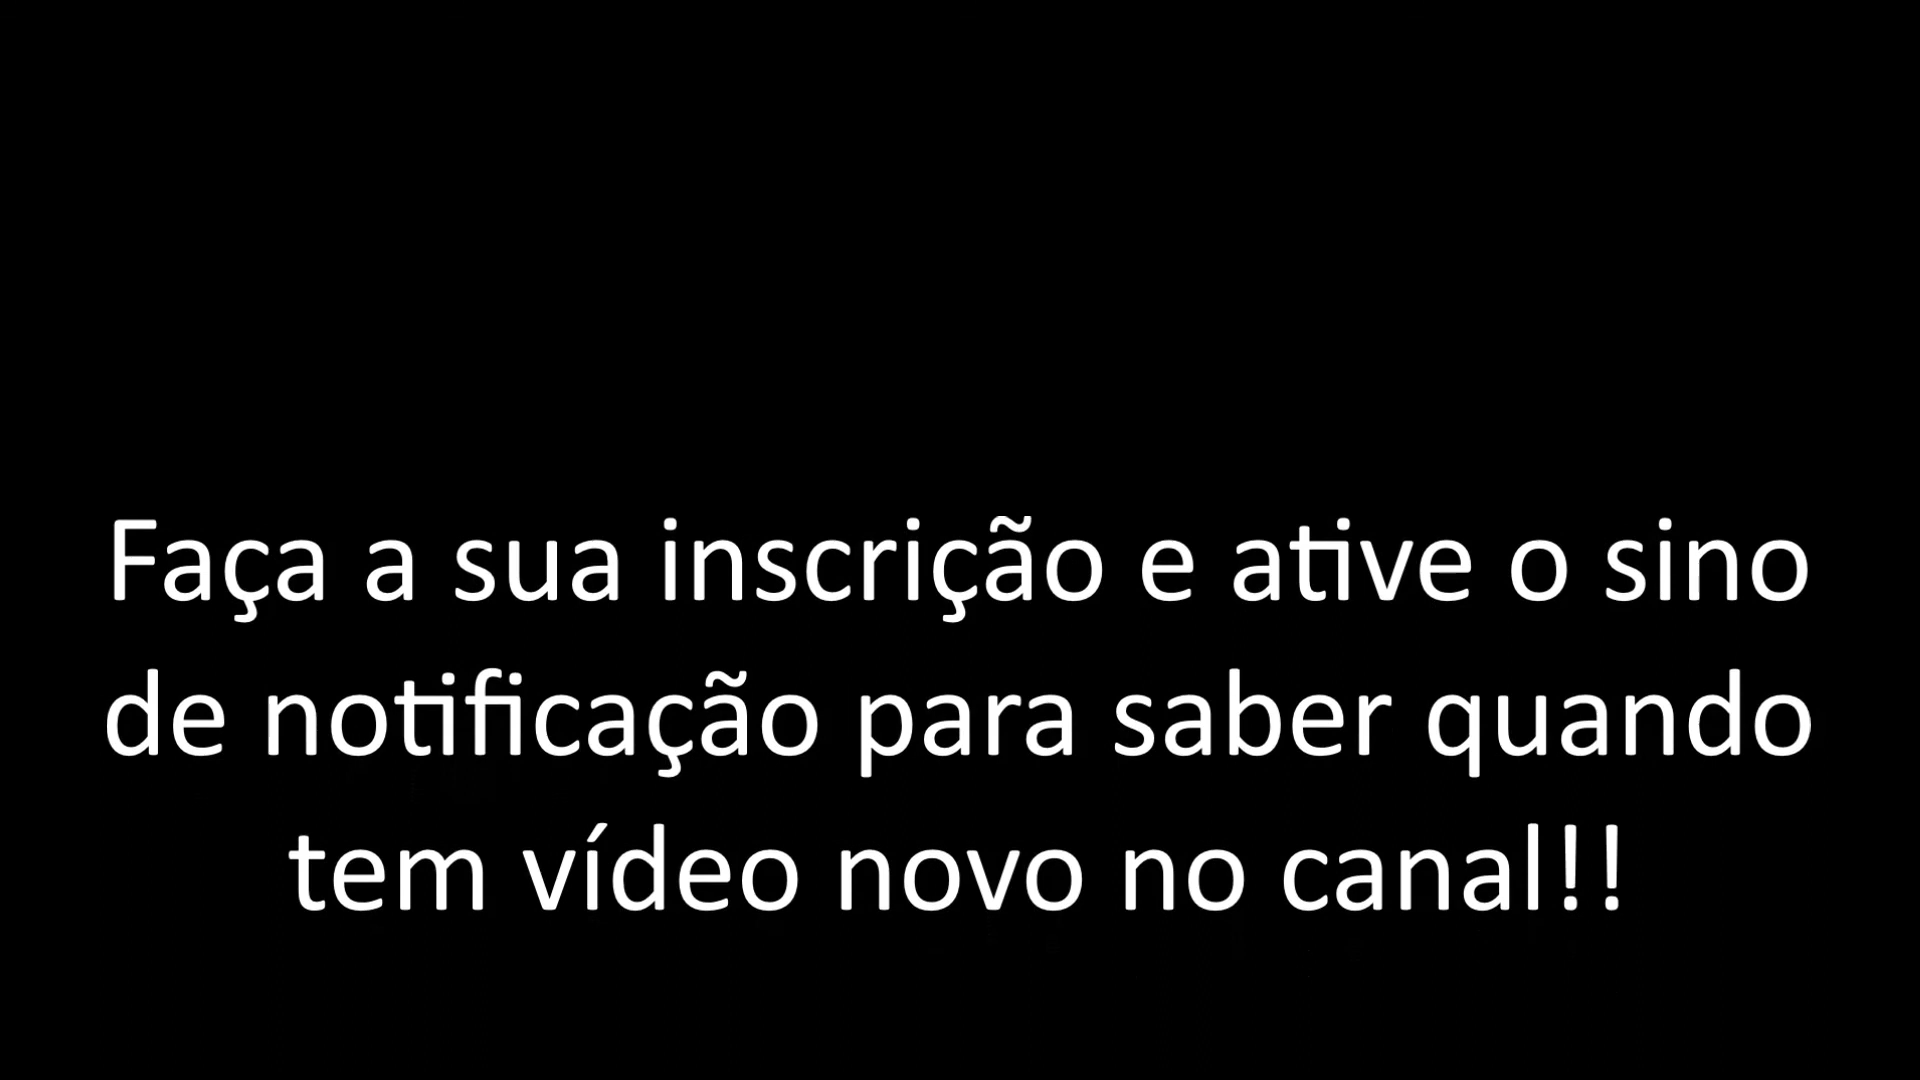 Faça a sua inscrição e ative o sino
de notificação para saber quando
tem vídeo novo no canal!!